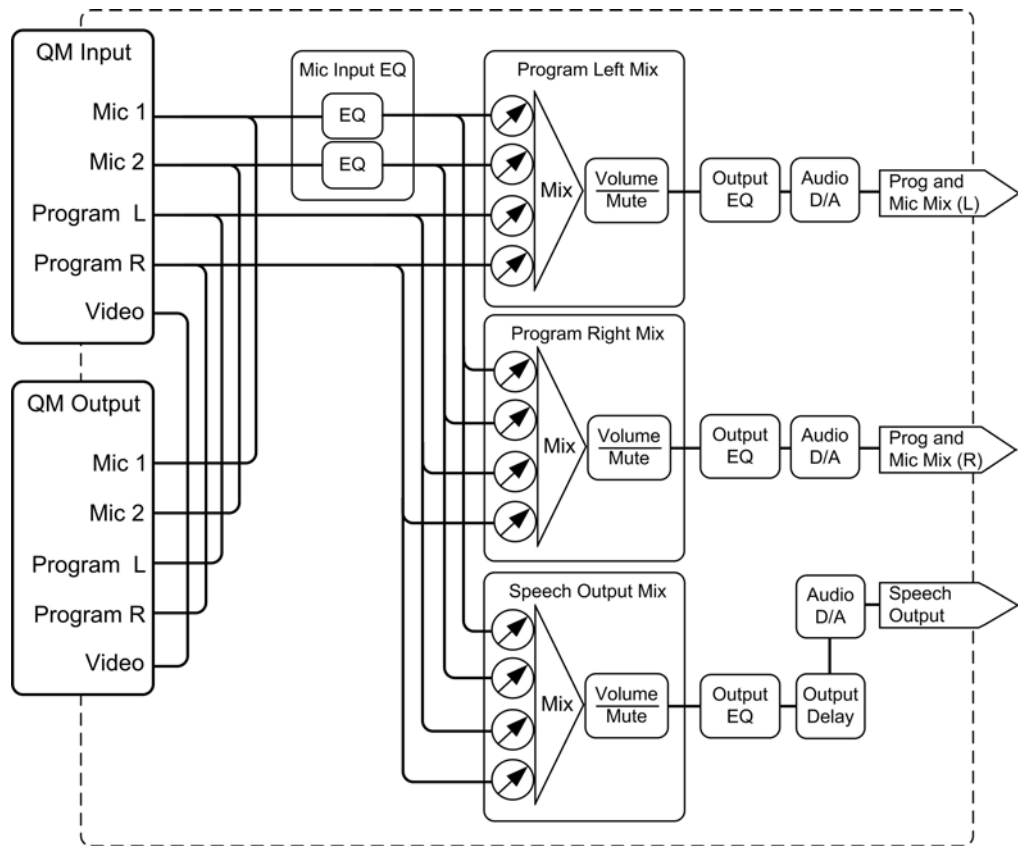 QM Input
Mic 1
Mic 2
Program L
Program R
Video
QM Output
Mic 1
Mic 2
Program L
Program R
Video
Mic Input EQ
EQ
EQ
Program Left Mix
Mix
Volume
Mute
Output
EQ
Audio
D/A
Prog and
Mic Mix (L)
Program Right Mix
Mix
Volume
Mute
Output
EQ
Audio
D/A
Prog and
Mic Mix (R)
Speech Output Mix
Mix
Volume
Mute
Output
EQ
Output
Delay
Audio
D/A
Speech
Output